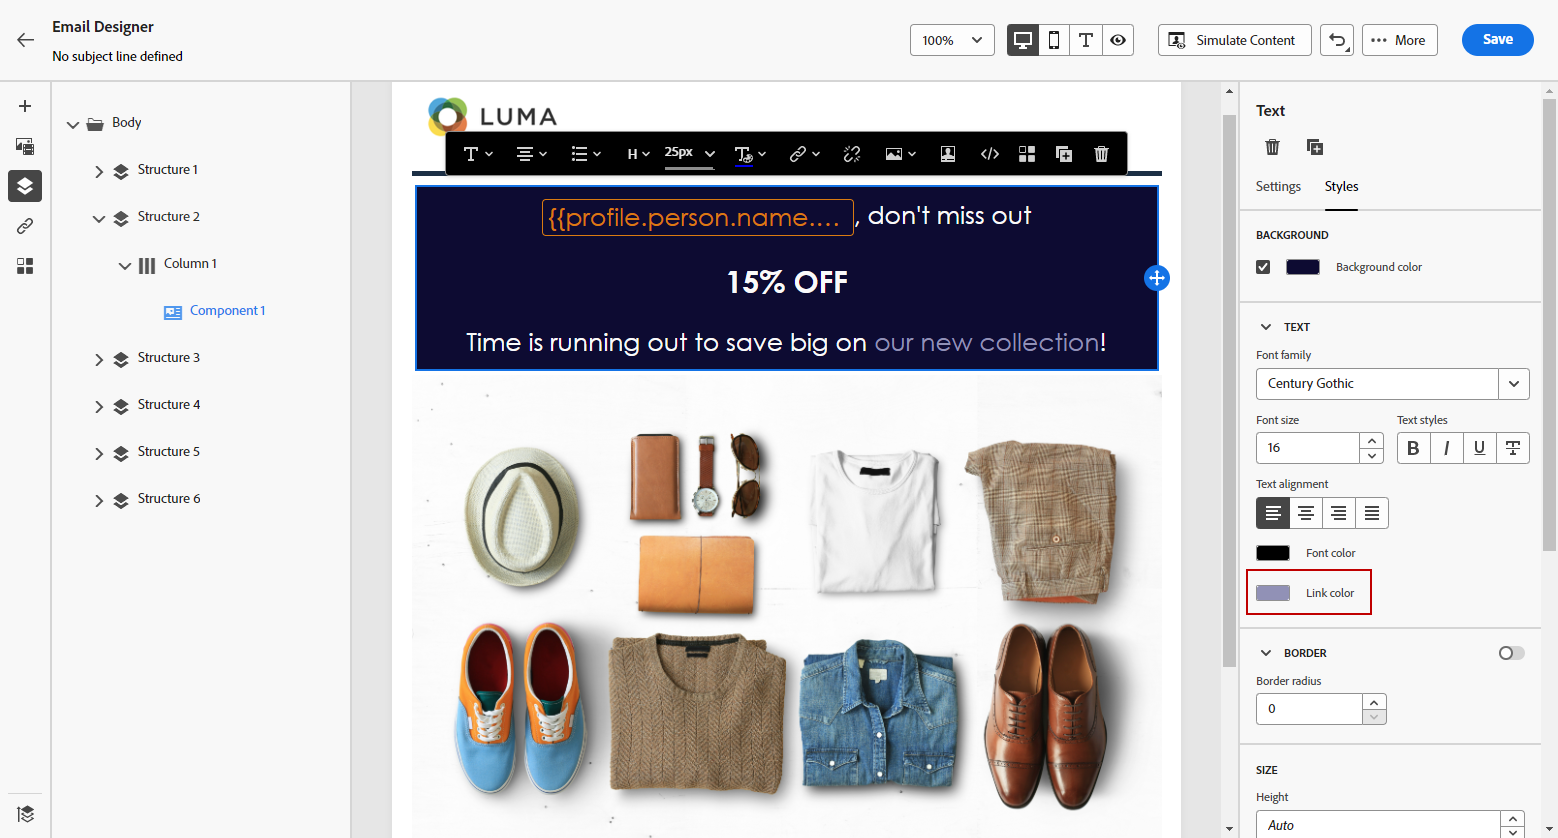 Email Designer
No subject line defined
100%
Simulate Content
More
Save
Body
Structure 1
Structure 2
Column 1
Component 1
Structure 3
Structure 4
Structure 5
Structure 6
LUMA
H
25px
{{profile.person.name.... , don't miss out
15% OFF
Time is running out to save big on our new collection!
Text
Settings
Styles
BACKGROUND
Background color
TEXT
Font family
Century Gothic
Font size
Text styles
16
B I U T
Text alignment
Font color
Link color
BORDER
Border radius
0
SIZE
Height
Auto